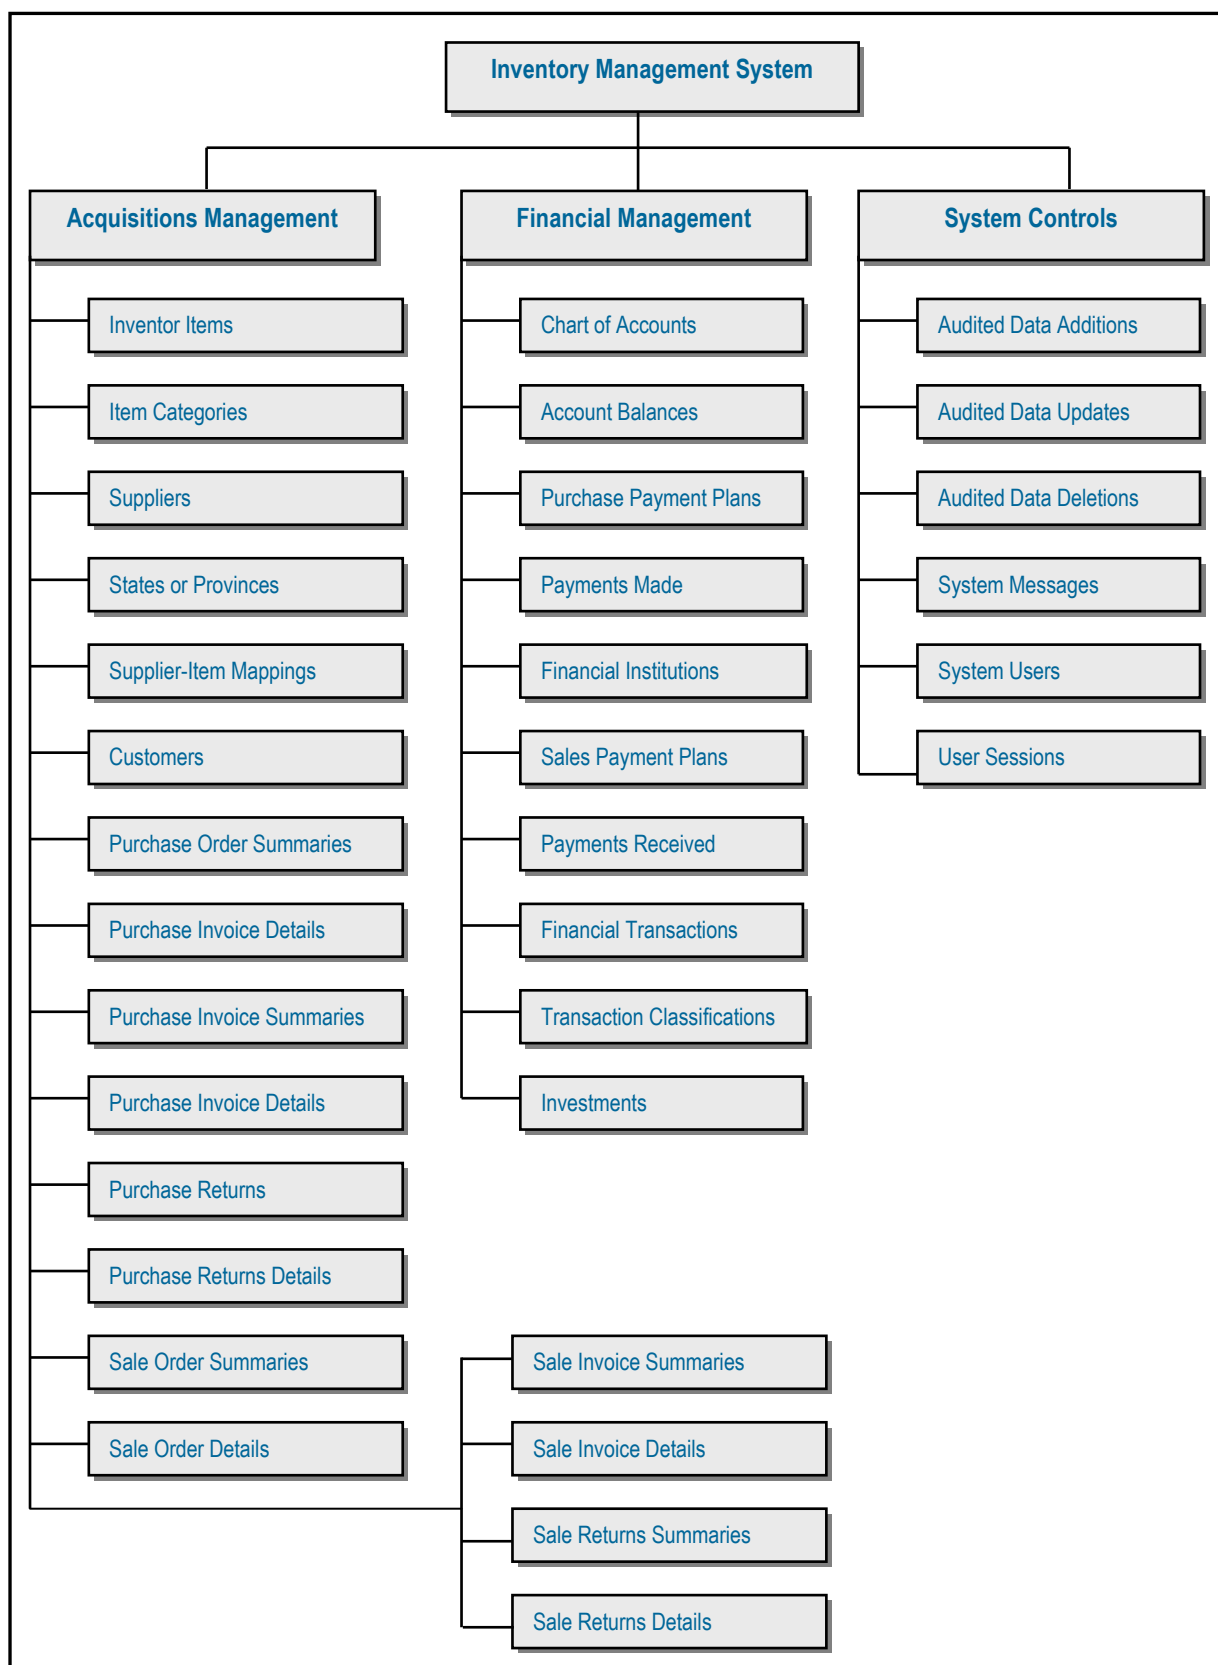 Inventory Management System
Acquisitions Management
Inventor Items
Item Categories
Suppliers
States or Provinces
Supplier-Item Mappings
Customers
Purchase Order Summaries
Purchase Invoice Details
Purchase Invoice Summaries
Purchase Invoice Details
Purchase Returns
Purchase Returns Details
Sale Order Summaries
Sale Order Details
Sale Invoice Summaries
Sale Invoice Details
Sale Returns Summaries
Sale Returns Details
Financial Management
Chart of Accounts
Account Balances
Purchase Payment Plans
Payments Made
Financial Institutions
Sales Payment Plans
Payments Received
Financial Transactions
Transaction Classifications
Investments
System Controls
Audited Data Additions
Audited Data Updates
Audited Data Deletions
System Messages
System Users
User Sessions